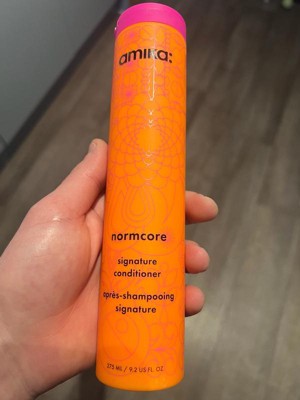 amika:
normcore
signature
conditioner
après-shampooing
signature
275 ML / 9.2 US FL. OZ.